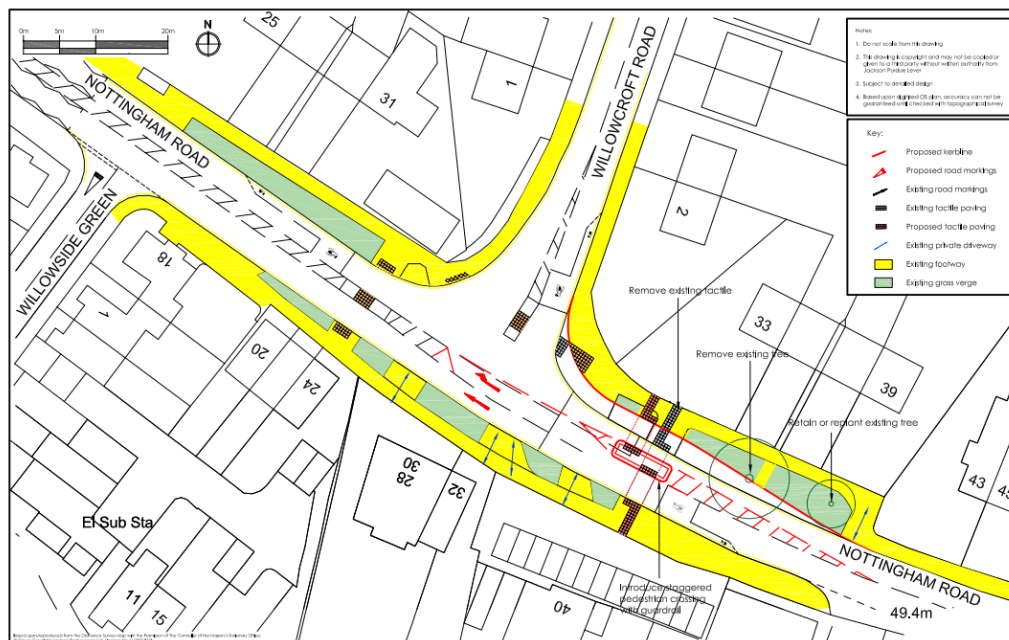 0m 5m 10m 20m
N
25
NOTTINGHAM ROAD
31
1
WILLOWCROFT ROAD
Notes
1. Do not scale from this drawing
2. This drawing is copyright and may not be copied or
given to a third party without written authority from
Jackson Purdue Lever
3. Subject to detailed design
4. Based upon digitised OS plan, accuracy can not be
guaranteed until checked with topographical survey
Key:
Proposed kerbline
Proposed road markings
Existing road markings
Existing tactile paving
Proposed tactile paving
Existing private driveway
Existing footway
Existing grass verge
WILLOWSIDE GREEN
18
1
2
20
24
Remove existing tactile
33
Remove existing tree
39
Retain or replant existing tree
30
28
32
43
45
El Sub Sta
11
15
40
Introduce staggered
pedestrian crossing
with guardrail
NOTTINGHAM ROAD
49.4m